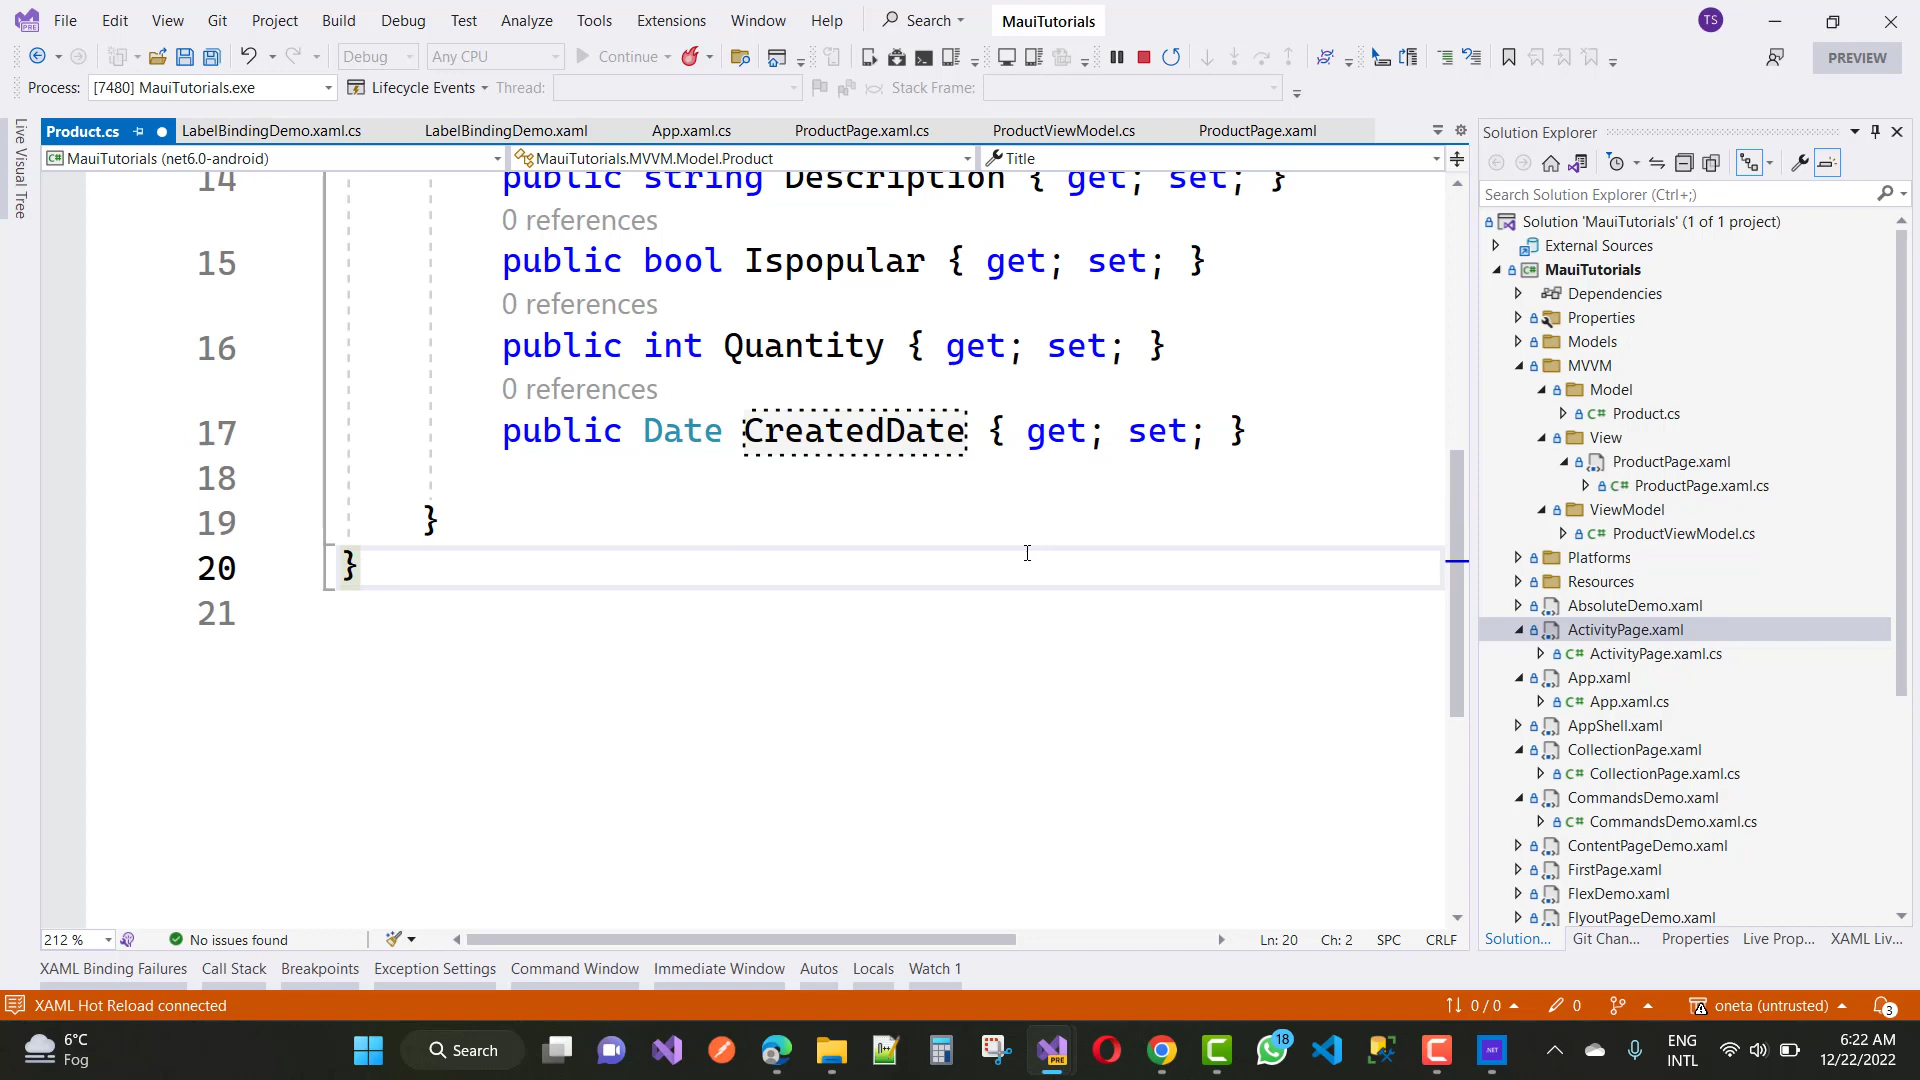 File Edit View Git Project Build Debug Test Analyze Tools Extensions Window Help Search MauiTutorials TS
Debug Any CPU Continue PREVIEW
Process: [7480] MauiTutorials.exe Lifecycle Events Thread: Stack Frame:
Live Visual Tree
Product.cs LabelBindingDemo.xaml.cs LabelBindingDemo.xaml App.xaml.cs ProductPage.xaml.cs ProductViewModel.cs ProductPage.xaml
MauiTutorials (net6.0-android) MauiTutorials.MVVM.Model.Product Title
14 public string Description { get; set; }
0 references
15 public bool Ispopular { get; set; }
0 references
16 public int Quantity { get; set; }
0 references
17 public Date CreatedDate { get; set; }
18
19 }
20 }
21
212 % No issues found Ln: 20 Ch: 2 SPC CRLF
Solution Explorer
Search Solution Explorer (Ctrl+;)
Solution 'MauiTutorials' (1 of 1 project)
External Sources
MauiTutorials
Dependencies
Properties
Models
MVVM
Model
C# Product.cs
View
ProductPage.xaml
C# ProductPage.xaml.cs
ViewModel
C# ProductViewModel.cs
Platforms
Resources
AbsoluteDemo.xaml
ActivityPage.xaml
C# ActivityPage.xaml.cs
App.xaml
C# App.xaml.cs
AppShell.xaml
CollectionPage.xaml
C# CollectionPage.xaml.cs
CommandsDemo.xaml
C# CommandsDemo.xaml.cs
ContentPageDemo.xaml
FirstPage.xaml
FlexDemo.xaml
FlyoutPageDemo.xaml
Solution... Git Chan... Properties Live Prop... XAML Liv...
XAML Binding Failures Call Stack Breakpoints Exception Settings Command Window Immediate Window Autos Locals Watch 1
XAML Hot Reload connected 0 / 0 0 oneta (untrusted) 3
6°C
Fog
Search
PRE
18
.NET
ENG
INTL
6:22 AM
12/22/2022